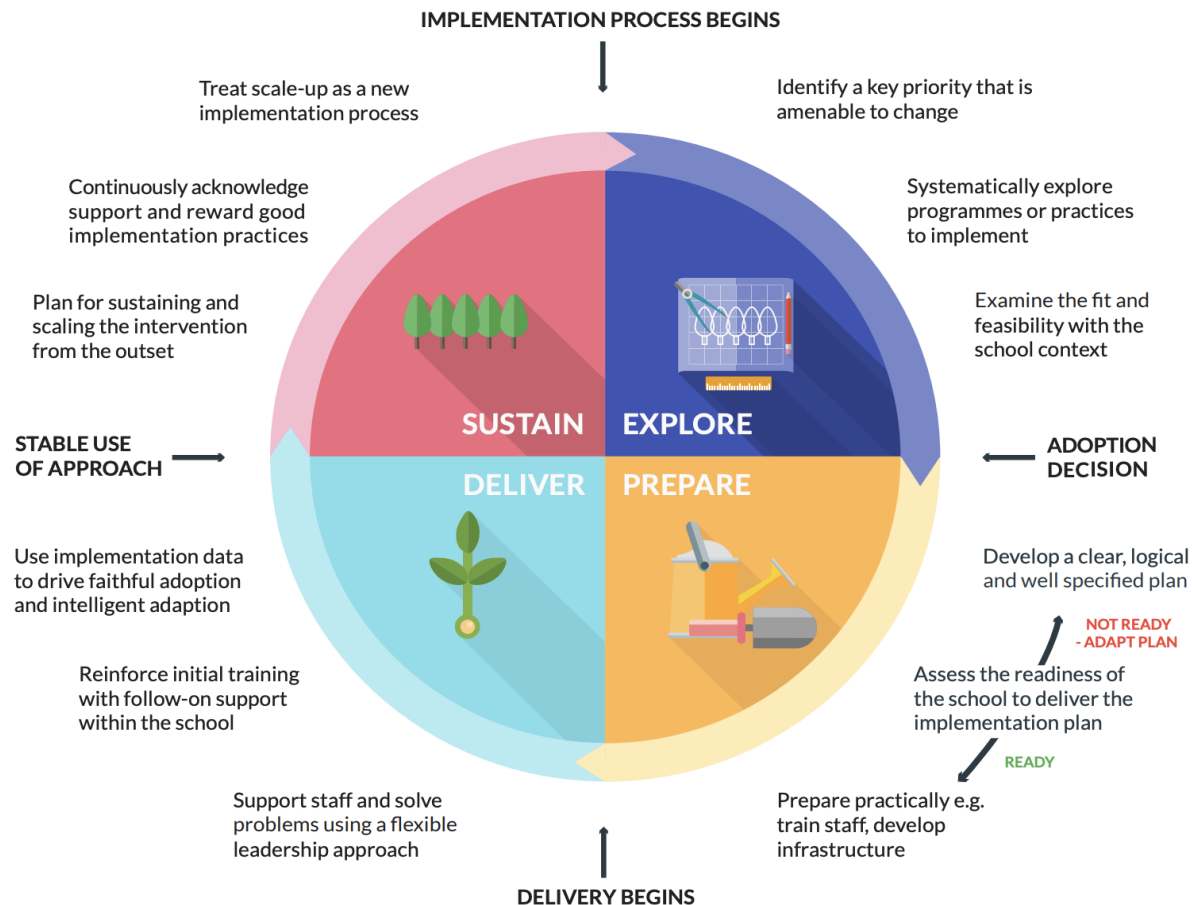 IMPLEMENTATION PROCESS BEGINS
Identify a key priority that is
amenable to change
Systematically explore
programmes or practices
to implement
Examine the fit and
feasibility with the
school context
EXPLORE
ADOPTION
DECISION
PREPARE
Develop a clear, logical
and well specified plan
NOT READY
- ADAPT PLAN
Assess the readiness of
the school to deliver the
implementation plan
READY
Prepare practically e.g.
train staff, develop
infrastructure
DELIVERY BEGINS
DELIVER
Support staff and solve
problems using a flexible
leadership approach
Reinforce initial training
with follow-on support
within the school
Use implementation data
to drive faithful adoption
and intelligent adaption
STABLE USE
OF APPROACH
SUSTAIN
Plan for sustaining and
scaling the intervention
from the outset
Continuously acknowledge
support and reward good
implementation practices
Treat scale-up as a new
implementation process